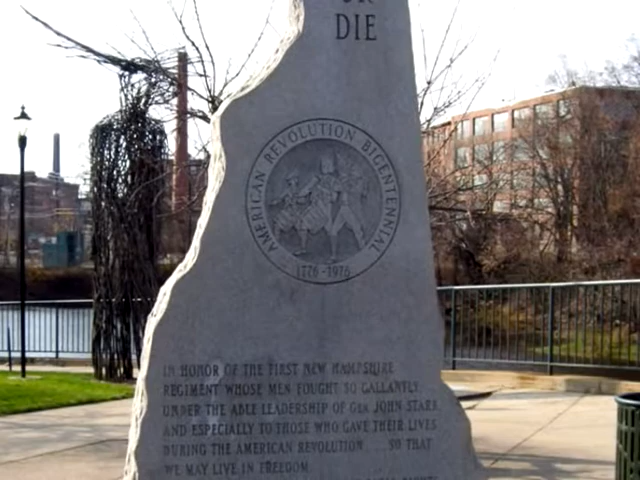 OR
DIE
AMERICAN REVOLUTION BICENTENNIAL
1776-1976
IN HONOR OF THE FIRST NEW HAMPSHIRE
REGIMENT WHOSE MEN FOUGHT SO GALLANTLY,
UNDER THE ABLE LEADERSHIP OF GEN JOHN STARK,
AND ESPECIALLY TO THOSE WHO GAVE THEIR LIVES
DURING THE AMERICAN REVOLUTION . . . SO THAT
WE MAY LIVE IN FREEDOM